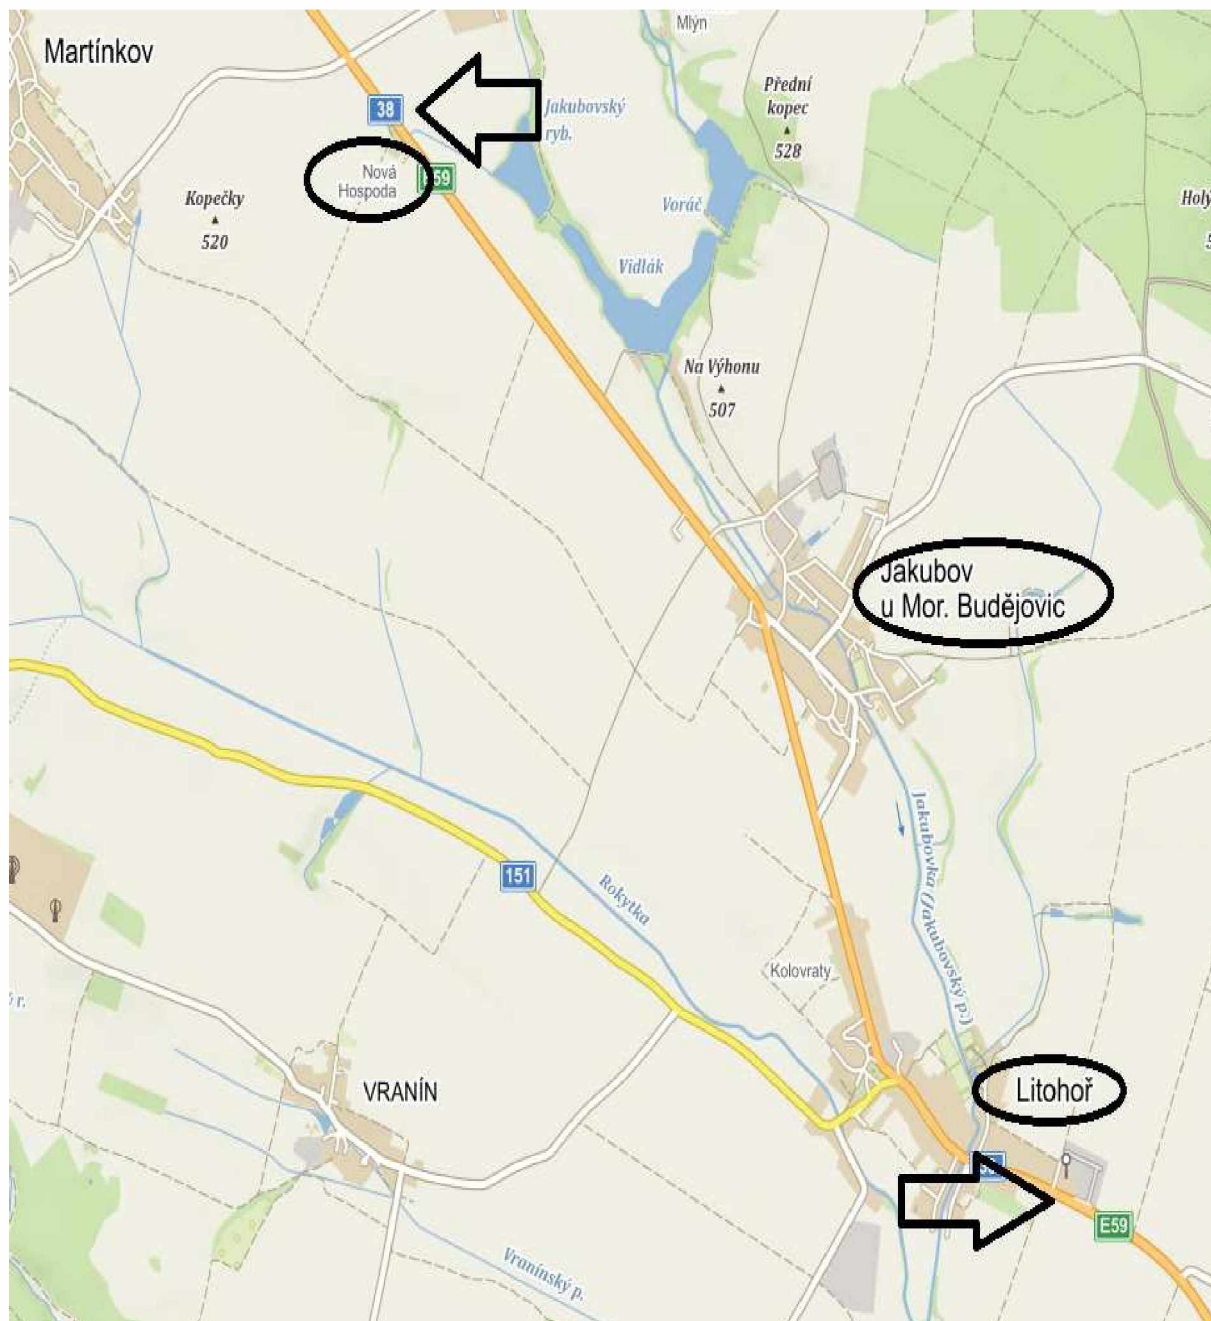 Mlýn
Martínkov
38
Jakubovský
ryb.
Přední
kopec
528
Nová
Hospoda
Kopečky
520
Voráč
Holý
Vidlák
Na Výhonu
507
Jakubov
u Mor. Budějovic
Jakubovka (Jakubovský p.)
151
Rokytka
Kolovraty
r.
VRANÍN
Litohoř
E59
Vranínský p.